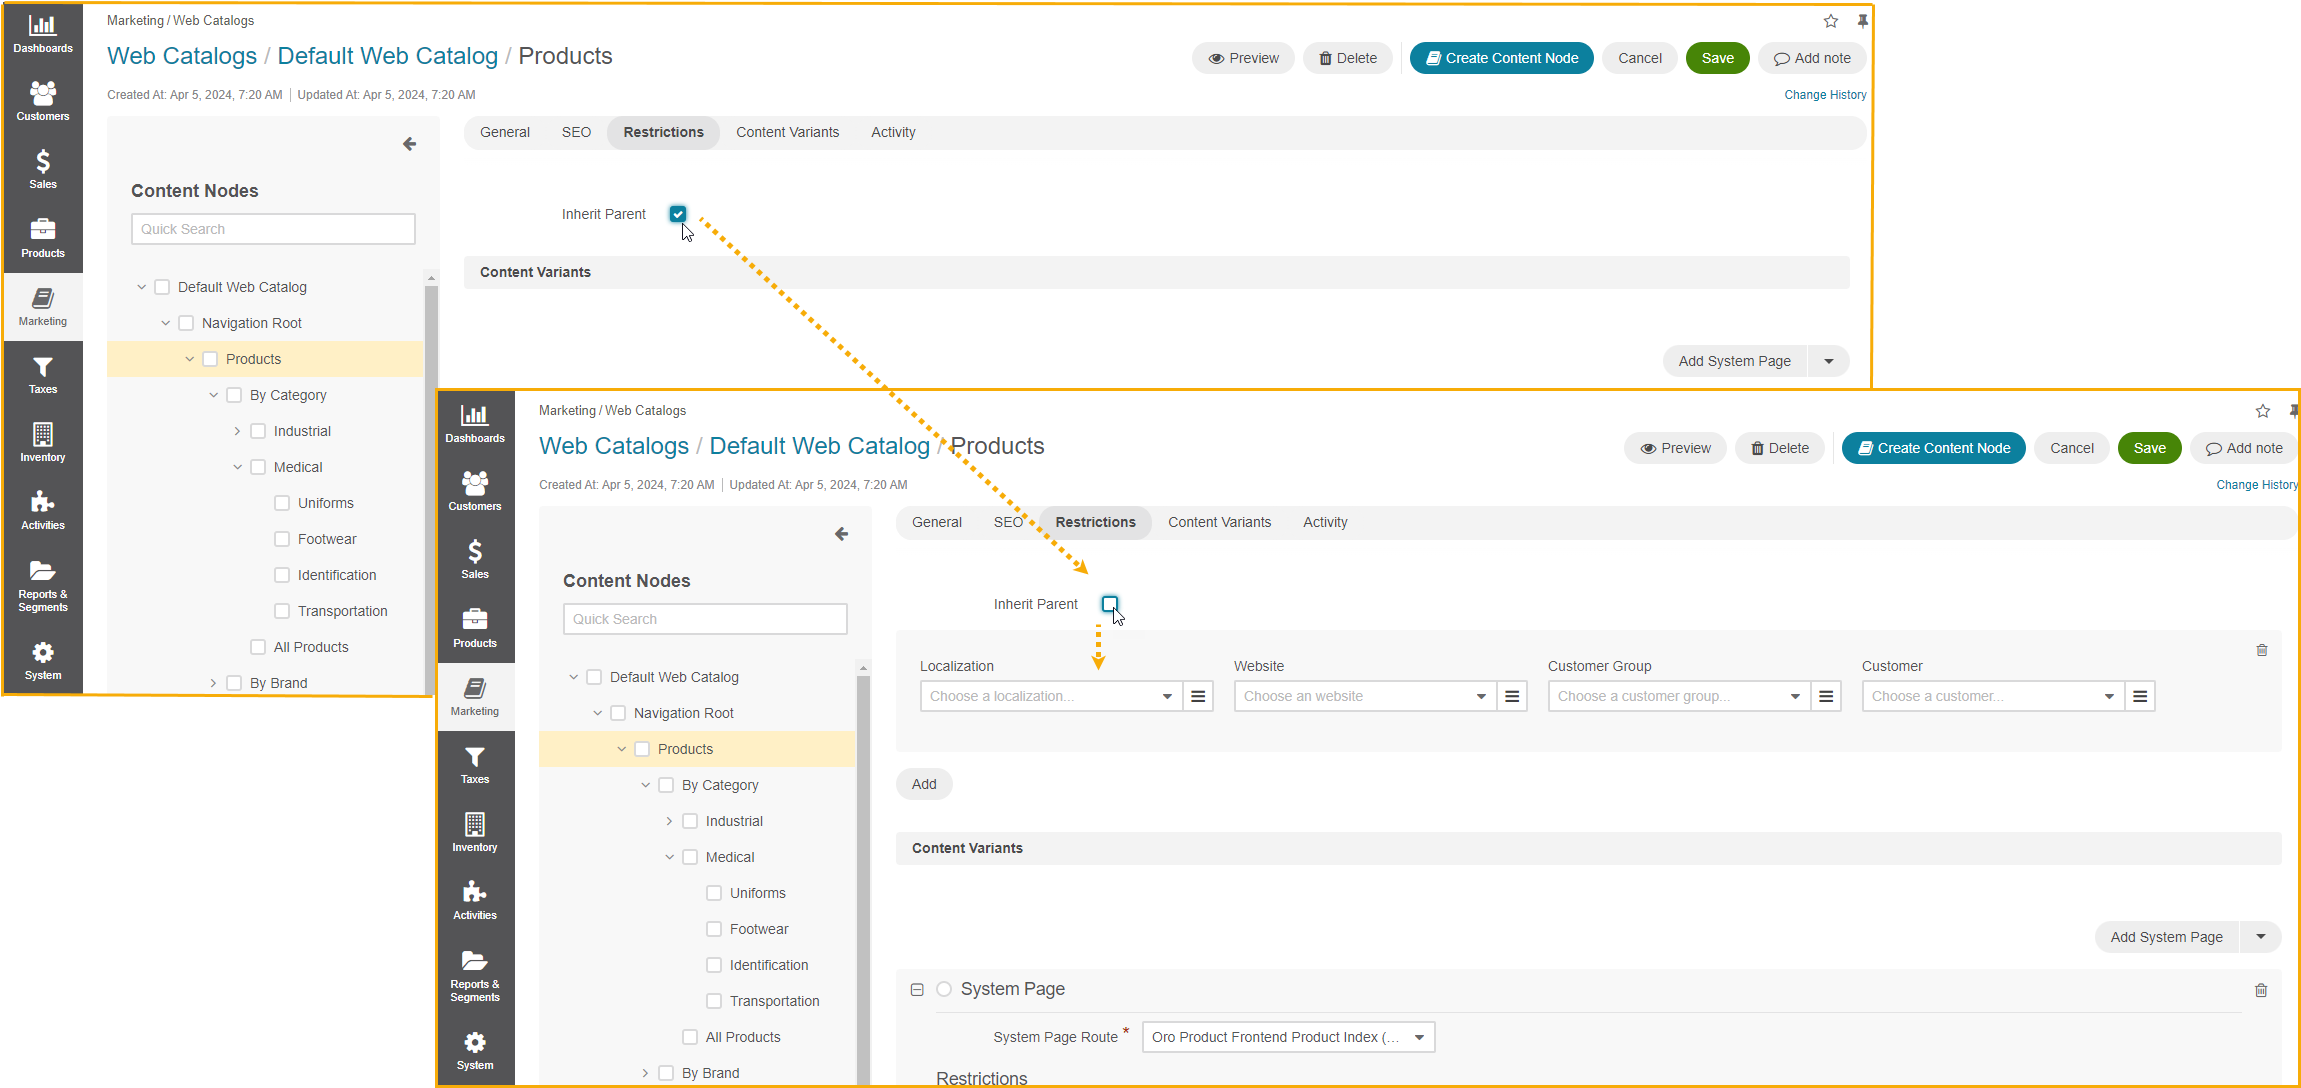 Marketing / Web Catalogs
Web Catalogs / Default Web Catalog / Products
Preview
Delete
Create Content Node
Cancel
Save
Add note
Created At: Apr 5, 2024, 7:20 AM | Updated At: Apr 5, 2024, 7:20 AM
Change History
Dashboards
Customers
Sales
Products
Marketing
Taxes
Inventory
Activities
Reports &
Segments
System
Content Nodes
Quick Search
Default Web Catalog
Navigation Root
Products
By Category
Industrial
Medical
Uniforms
Footwear
Identification
Transportation
All Products
By Brand
General SEO Restrictions Content Variants Activity
Inherit Parent
Content Variants
Add System Page
Marketing / Web Catalogs
Web Catalogs / Default Web Catalog / Products
Preview
Delete
Create Content Node
Cancel
Save
Add note
Created At: Apr 5, 2024, 7:20 AM | Updated At: Apr 5, 2024, 7:20 AM
Change History
Dashboards
Customers
Sales
Products
Marketing
Taxes
Inventory
Activities
Reports &
Segments
System
Content Nodes
Quick Search
Default Web Catalog
Navigation Root
Products
By Category
Industrial
Medical
Uniforms
Footwear
Identification
Transportation
All Products
By Brand
General SEO Restrictions Content Variants Activity
Inherit Parent
Localization Website Customer Group Customer
Choose a localization... Choose an website Choose a customer group... Choose a customer...
Add
Content Variants
Add System Page
System Page
System Page Route * Oro Product Frontend Product Index (...
Restrictions